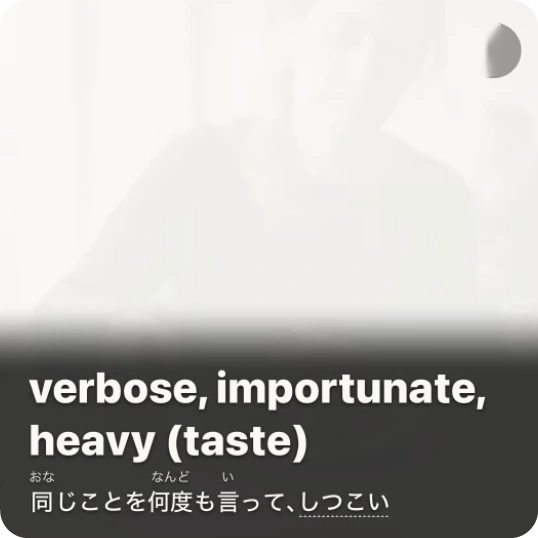 verbose, importunate,
heavy (taste)
おな なんど い
同じことを何度も言って、しつこい